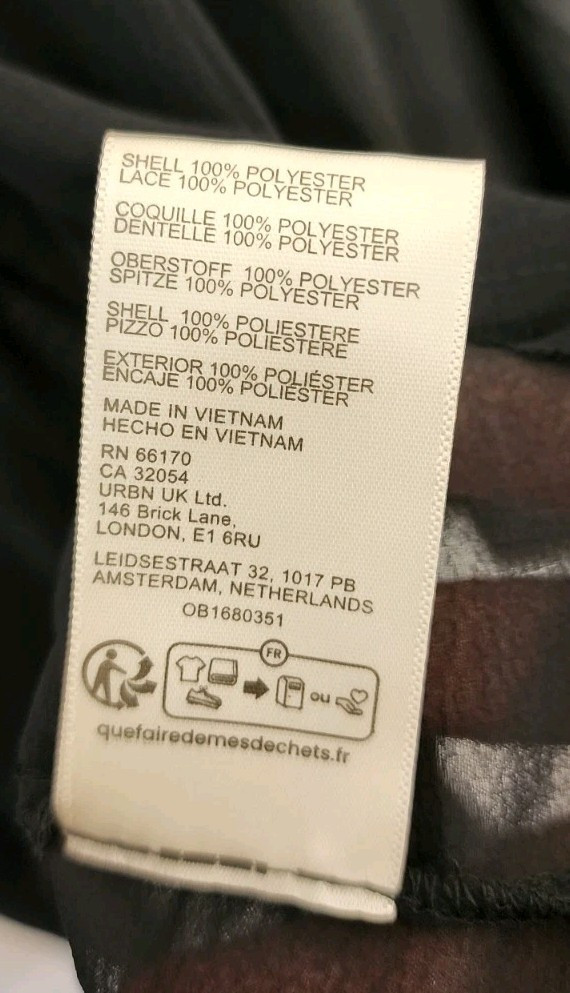 SHELL 100% POLYESTER
LACE 100% POLYESTER
COQUILLE 100% POLYESTER
DENTELLE 100% POLYESTER
OBERSTOFF 100% POLYESTER
SPITZE 100% POLYESTER
SHELL 100% POLIESTERE
PIZZO 100% POLIESTERE
EXTERIOR 100% POLIÉSTER
ENCAJE 100% POLIÉSTER
MADE IN VIETNAM
HECHO EN VIETNAM
RN 66170
CA 32054
URBN UK Ltd.
146 Brick Lane,
LONDON, E1 6RU
LEIDSESTRAAT 32, 1017 PB
AMSTERDAM, NETHERLANDS
OB1680351
FR
ou
quefairedemesdechets.fr